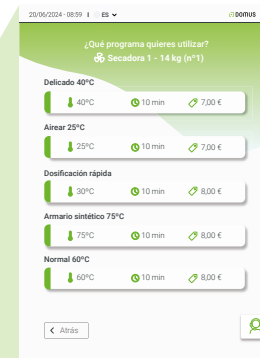 20/06/2024 - 08:59 ES DOMUS
¿Qué programa quieres utilizar?
Secadora 1 - 14 kg (nº1)
Delicado 40ºC
40ºC 10 min 7,00 €
Airear 25ºC
25ºC 10 min 7,00 €
Dosificación rápida
30ºC 10 min 8,00 €
Armario sintético 75ºC
75ºC 10 min 8,00 €
Normal 60ºC
60ºC 10 min 8,00 €
Atrás